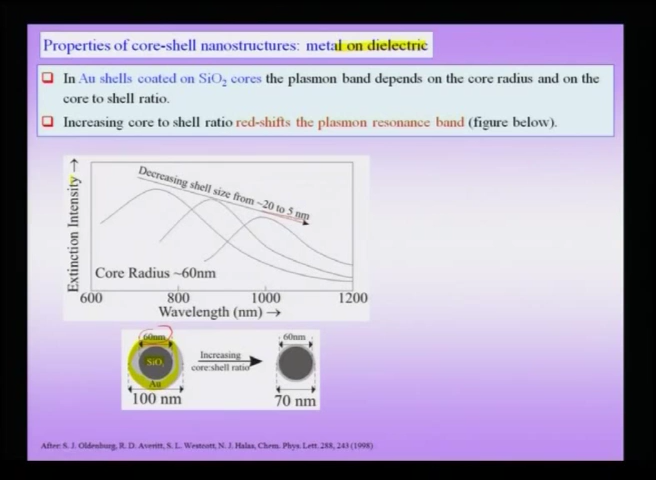 Properties of core-shell nanostructures: metal on dielectric
In Au shells coated on SiO₂ cores the plasmon band depends on the core radius and on the
core to shell ratio.
Increasing core to shell ratio red-shifts the plasmon resonance band (figure below).
Extinction Intensity →
Decreasing shell size from ~20 to 5 nm
Core Radius ~60nm
600 800 1000 1200
Wavelength (nm) →
60nm
SiO₂
Au
100 nm
Increasing
core:shell ratio
60nm
70 nm
After: S. J. Oldenburg, R. D. Averitt, S. L. Westcott, N. J. Halas, Chem. Phys. Lett. 288, 243 (1998)